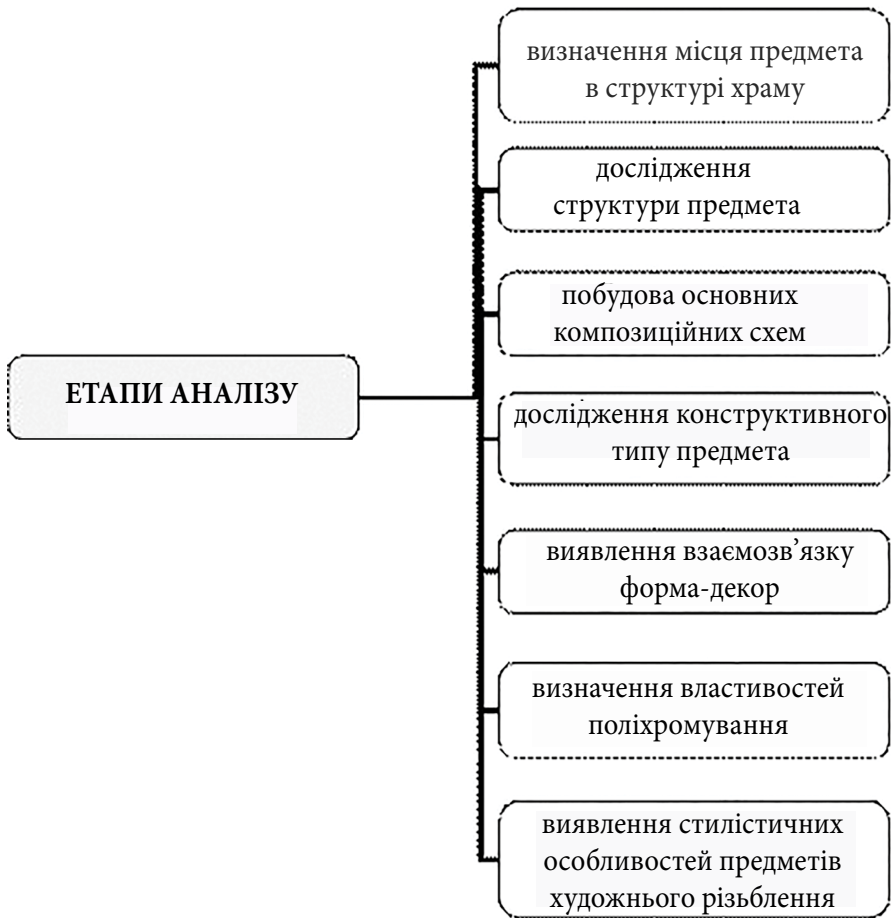 визначення місця предмета
в структурі храму
дослідження
структури предмета
побудова основних
композиційних схем
ЕТАПИ АНАЛІЗУ
дослідження конструктивного
типу предмета
виявлення взаємозв’язку
форма-декор
визначення властивостей
поліхромування
виявлення стилістичних
особливостей предметів
художнього різьблення